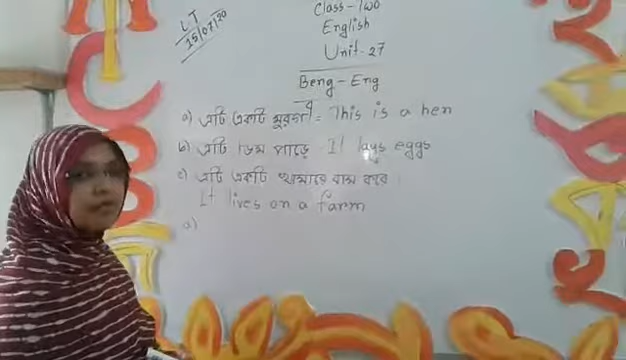 L T
15/07/20
Class-Two
English
Unit-27
Beng-Eng
a) এটি একটি মুরগী = This is a hen
b) এটি ডিম পাড়ে - It lays eggs
c) এটি একটি খামারে বাস করে।
It lives on a farm
a)